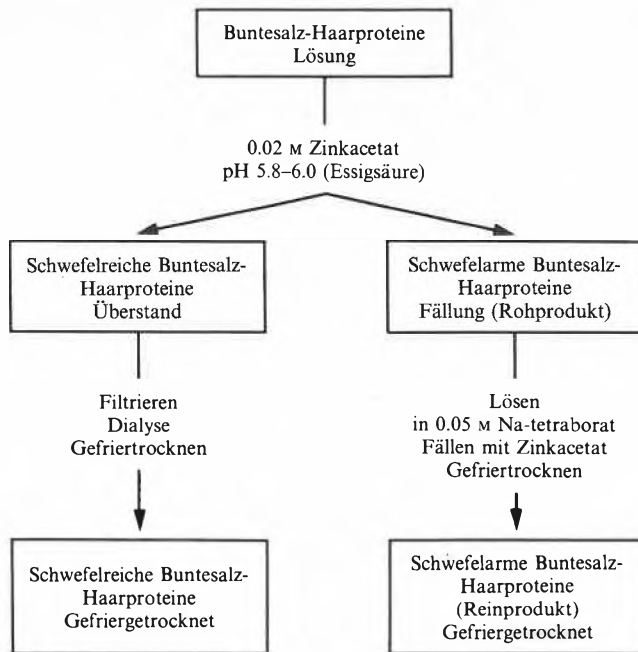 Buntesalz-Haarproteine
Lösung
0.02 M Zinkacetat
pH 5.8–6.0 (Essigsäure)
Schwefelreiche Buntesalz-
Haarproteine
Überstand
Schwefelarme Buntesalz-
Haarproteine
Fällung (Rohprodukt)
Filtrieren
Dialyse
Gefriertrocknen
Lösen
in 0.05 M Na-tetraborat
Fällen mit Zinkacetat
Gefriertrocknen
Schwefelreiche Buntesalz-
Haarproteine
Gefriergetrocknet
Schwefelarme Buntesalz-
Haarproteine
(Reinprodukt)
Gefriergetrocknet